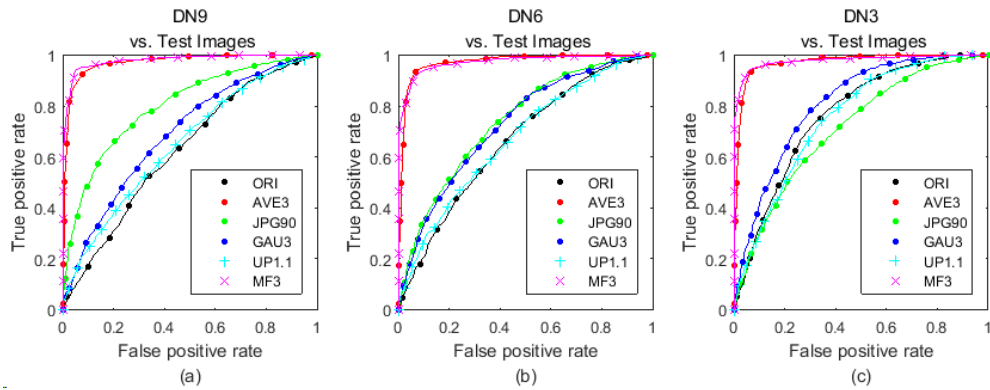 DN9
vs. Test Images
True positive rate
1
0.8
0.6
0.4
0.2
0
0 0.2 0.4 0.6 0.8 1
ORI
AVE3
JPG90
GAU3
UP1.1
MF3
False positive rate
(a)
DN6
vs. Test Images
True positive rate
1
0.8
0.6
0.4
0.2
0
0 0.2 0.4 0.6 0.8 1
ORI
AVE3
JPG90
GAU3
UP1.1
MF3
False positive rate
(b)
DN3
vs. Test Images
True positive rate
1
0.8
0.6
0.4
0.2
0
0 0.2 0.4 0.6 0.8 1
ORI
AVE3
JPG90
GAU3
UP1.1
MF3
False positive rate
(c)